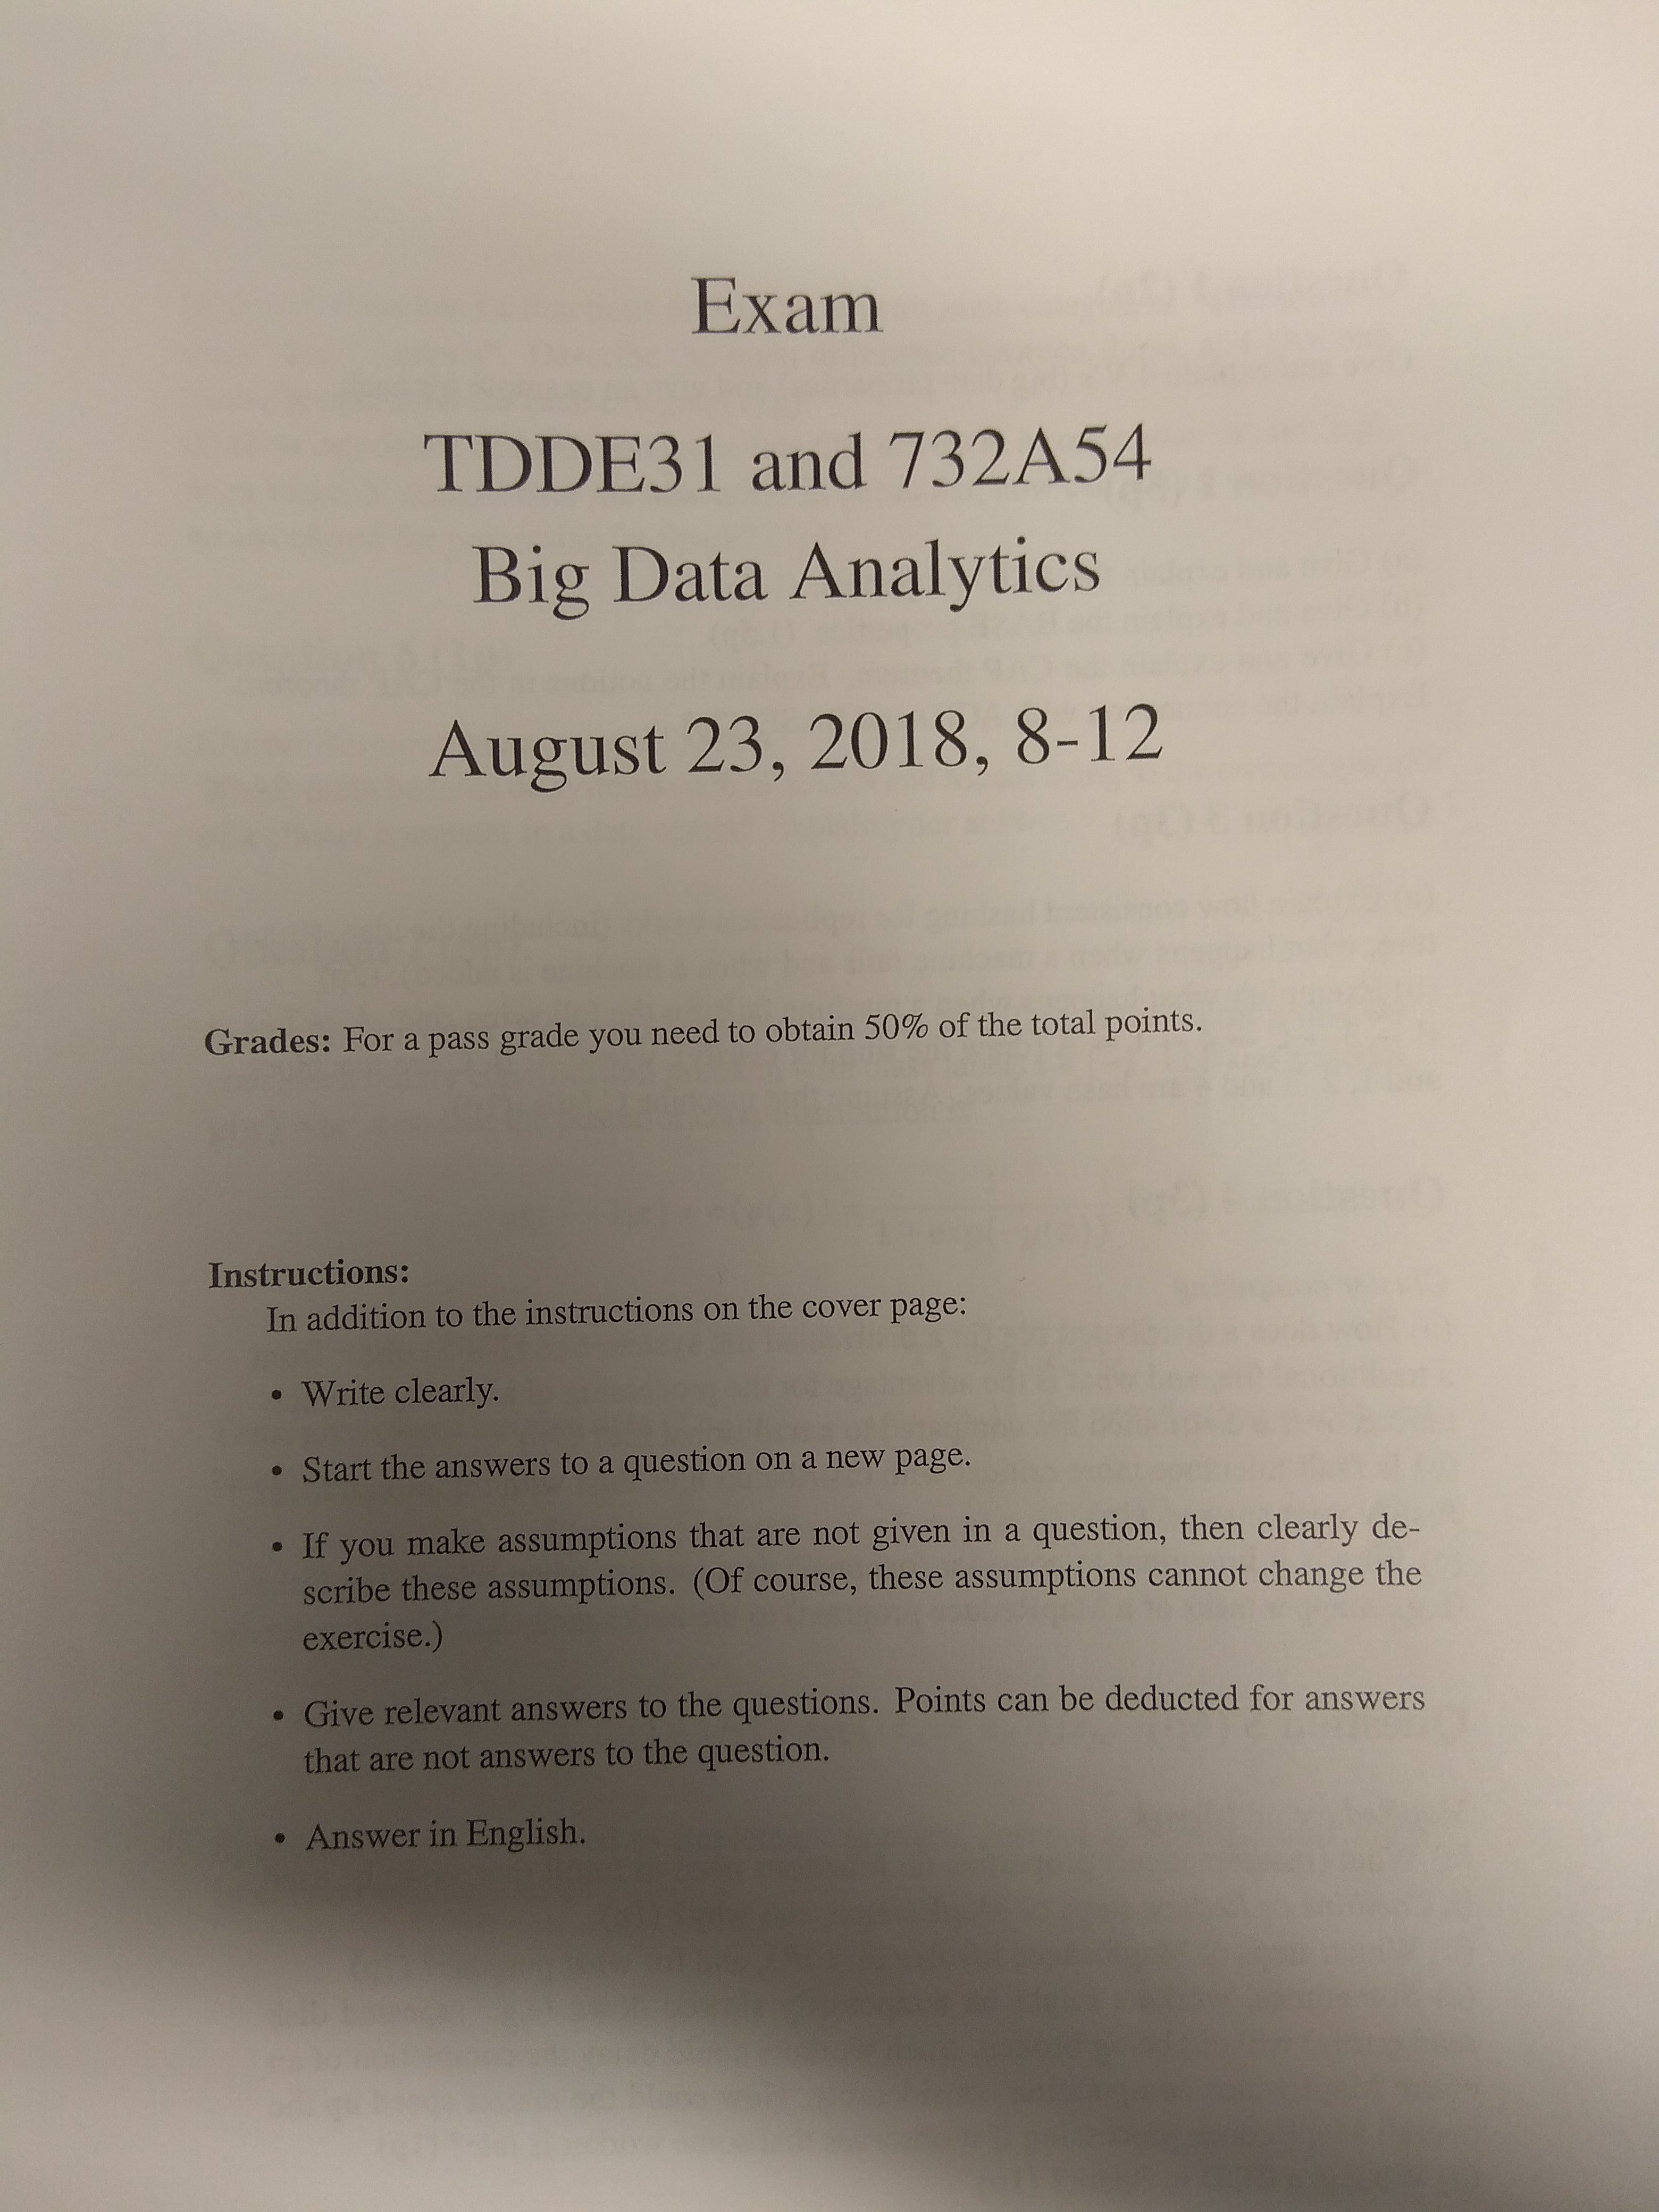 Exam
TDDE31 and 732A54
Big Data Analytics
August 23, 2018, 8-12
Grades: For a pass grade you need to obtain 50% of the total points.
Instructions:
In addition to the instructions on the cover page:
• Write clearly.
• Start the answers to a question on a new page.
• If you make assumptions that are not given in a question, then clearly de-
scribe these assumptions. (Of course, these assumptions cannot change the
exercise.)
• Give relevant answers to the questions. Points can be deducted for answers
that are not answers to the question.
• Answer in English.